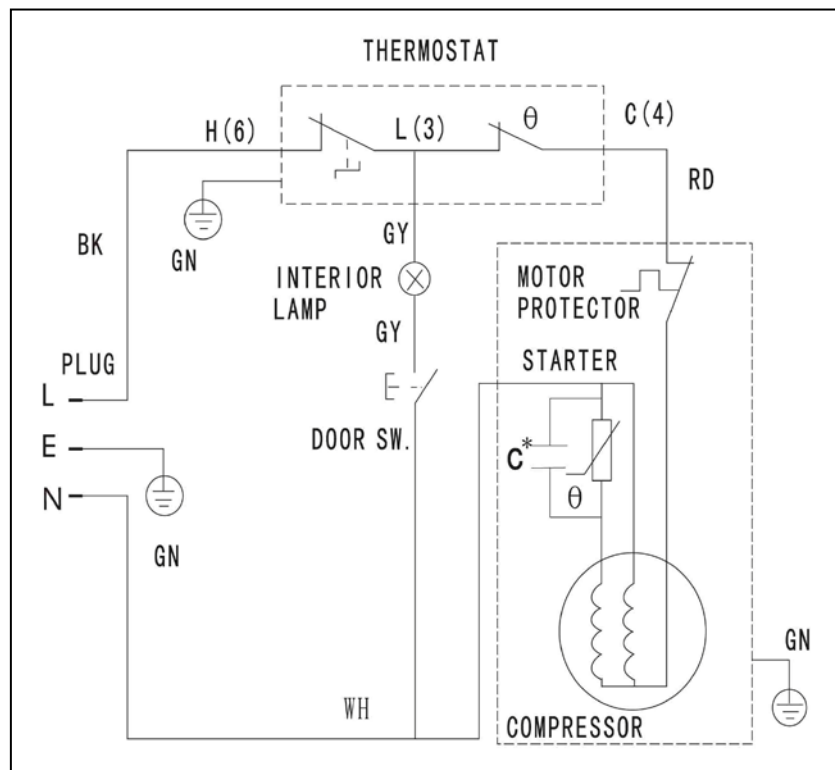 THERMOSTAT
H(6)
L(3)
θ
C(4)
RD
BK
GN
GY
INTERIOR
LAMP
GY
MOTOR
PROTECTOR
PLUG
STARTER
L
DOOR SW.
C*
E
θ
N
GN
GN
WH
COMPRESSOR